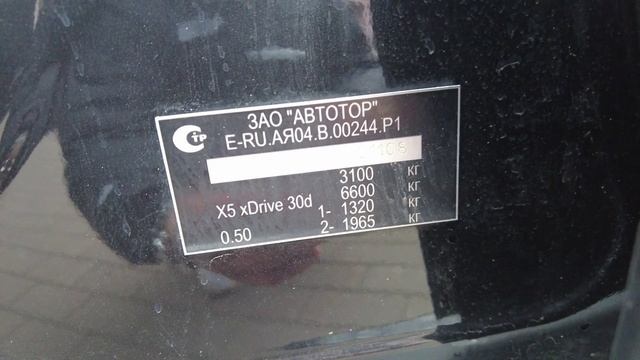 ЗАО "АВТОТОР"
E-RU.АЯ04.B.00244.P1
3100 кг
6600 кг
X5 xDrive 30d 1- 1320 кг
0.50 2- 1965 кг